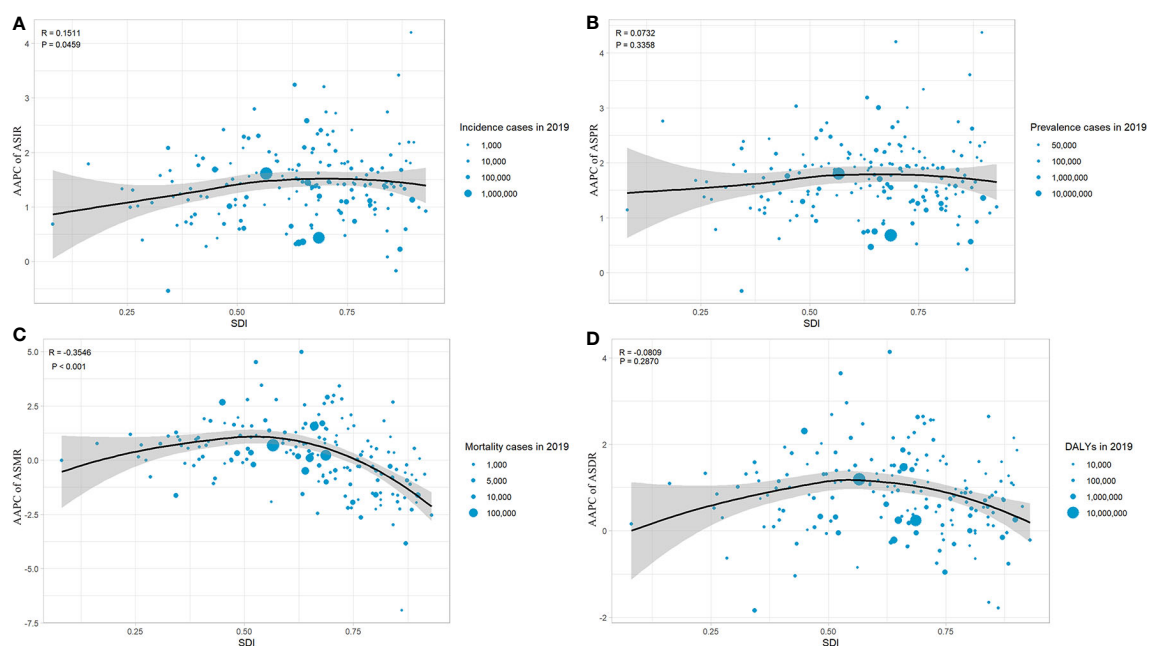 A
R = 0.1511
P = 0.0459
4
3
2
1
0
AAPC of ASIR
0.25
0.50
0.75
SDI
Incidence cases in 2019
1,000
10,000
100,000
1,000,000
B
R = 0.0732
P = 0.3358
4
3
2
1
0
AAPC of ASPR
0.25
0.50
0.75
SDI
Prevalence cases in 2019
50,000
100,000
1,000,000
10,000,000
C
R = -0.3546
P < 0.001
5.0
2.5
0.0
-2.5
-5.0
-7.5
AAPC of ASMR
0.25
0.50
0.75
SDI
Mortality cases in 2019
1,000
5,000
10,000
100,000
D
R = -0.0809
P = 0.2870
4
2
0
-2
AAPC of ASDR
0.25
0.50
0.75
SDI
DALYs in 2019
10,000
100,000
1,000,000
10,000,000